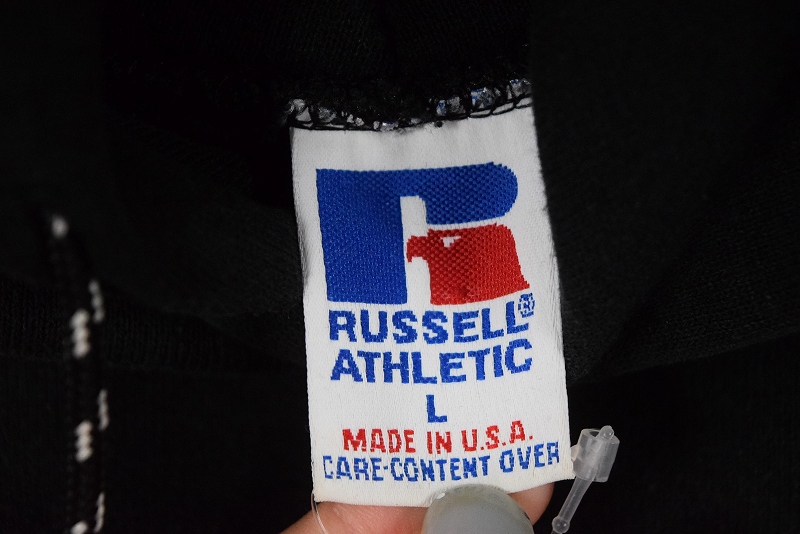 RUSSELL®
ATHLETIC
L
MADE IN U.S.A.
CARE-CONTENT OVER